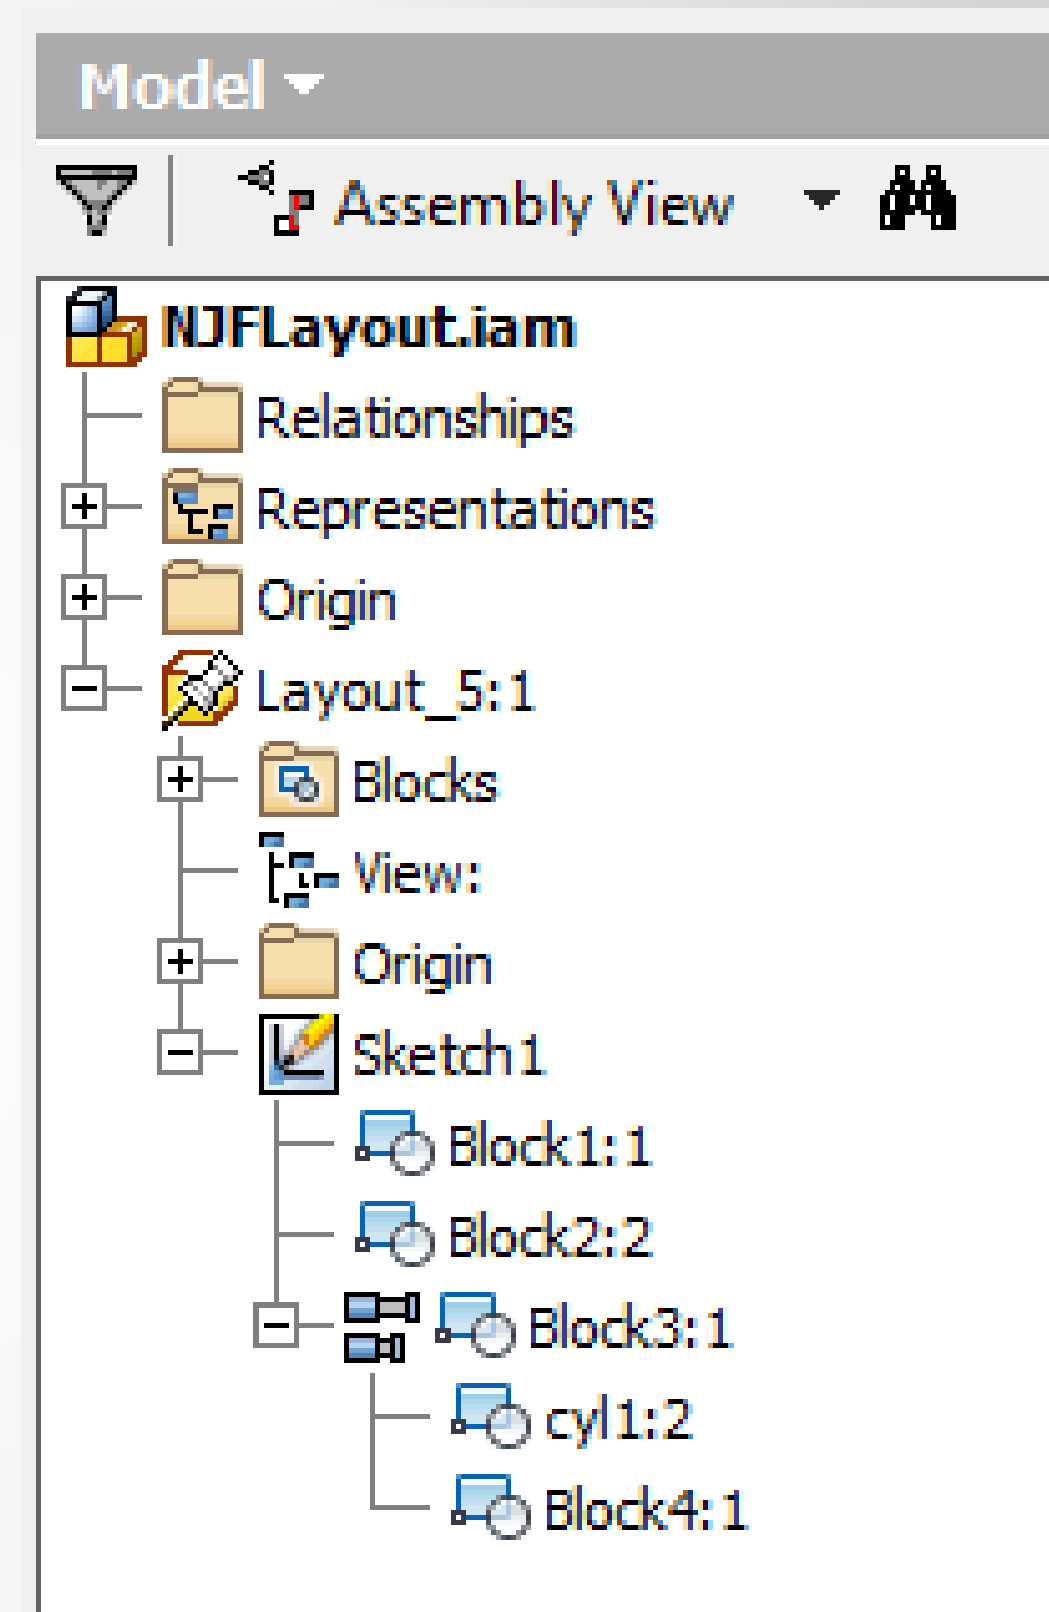 Model
Assembly View
NJFLayout.iam
Relationships
Representations
Origin
Layout_5:1
Blocks
View:
Origin
Sketch1
Block1:1
Block2:2
Block3:1
cyl1:2
Block4:1